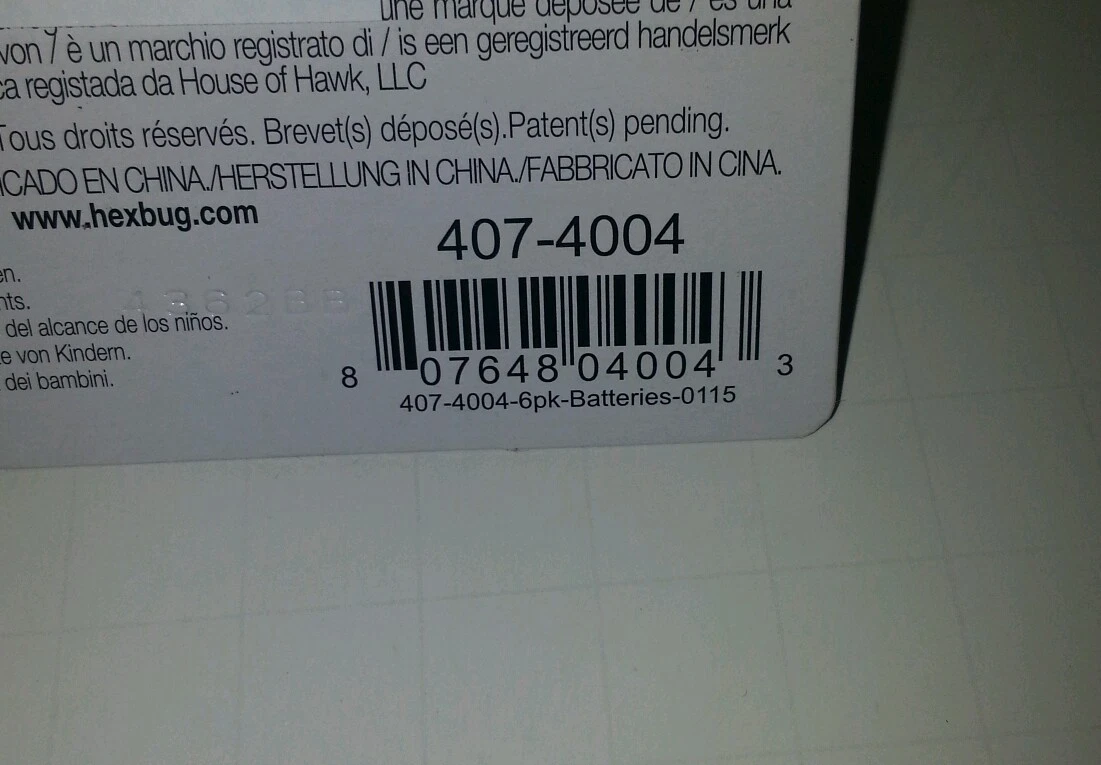 une marque déposée de / es una
von / è un marchio registrato di / is een geregistreerd handelsmerk
ca registada da House of Hawk, LLC
Tous droits réservés. Brevet(s) déposé(s).Patent(s) pending.
ICADO EN CHINA./HERSTELLUNG IN CHINA./FABBRICATO IN CINA.
www.hexbug.com
407-4004
en.
nts.
del alcance de los niños.
e von Kindern.
dei bambini.
8 07648 04004 3
407-4004-6pk-Batteries-0115